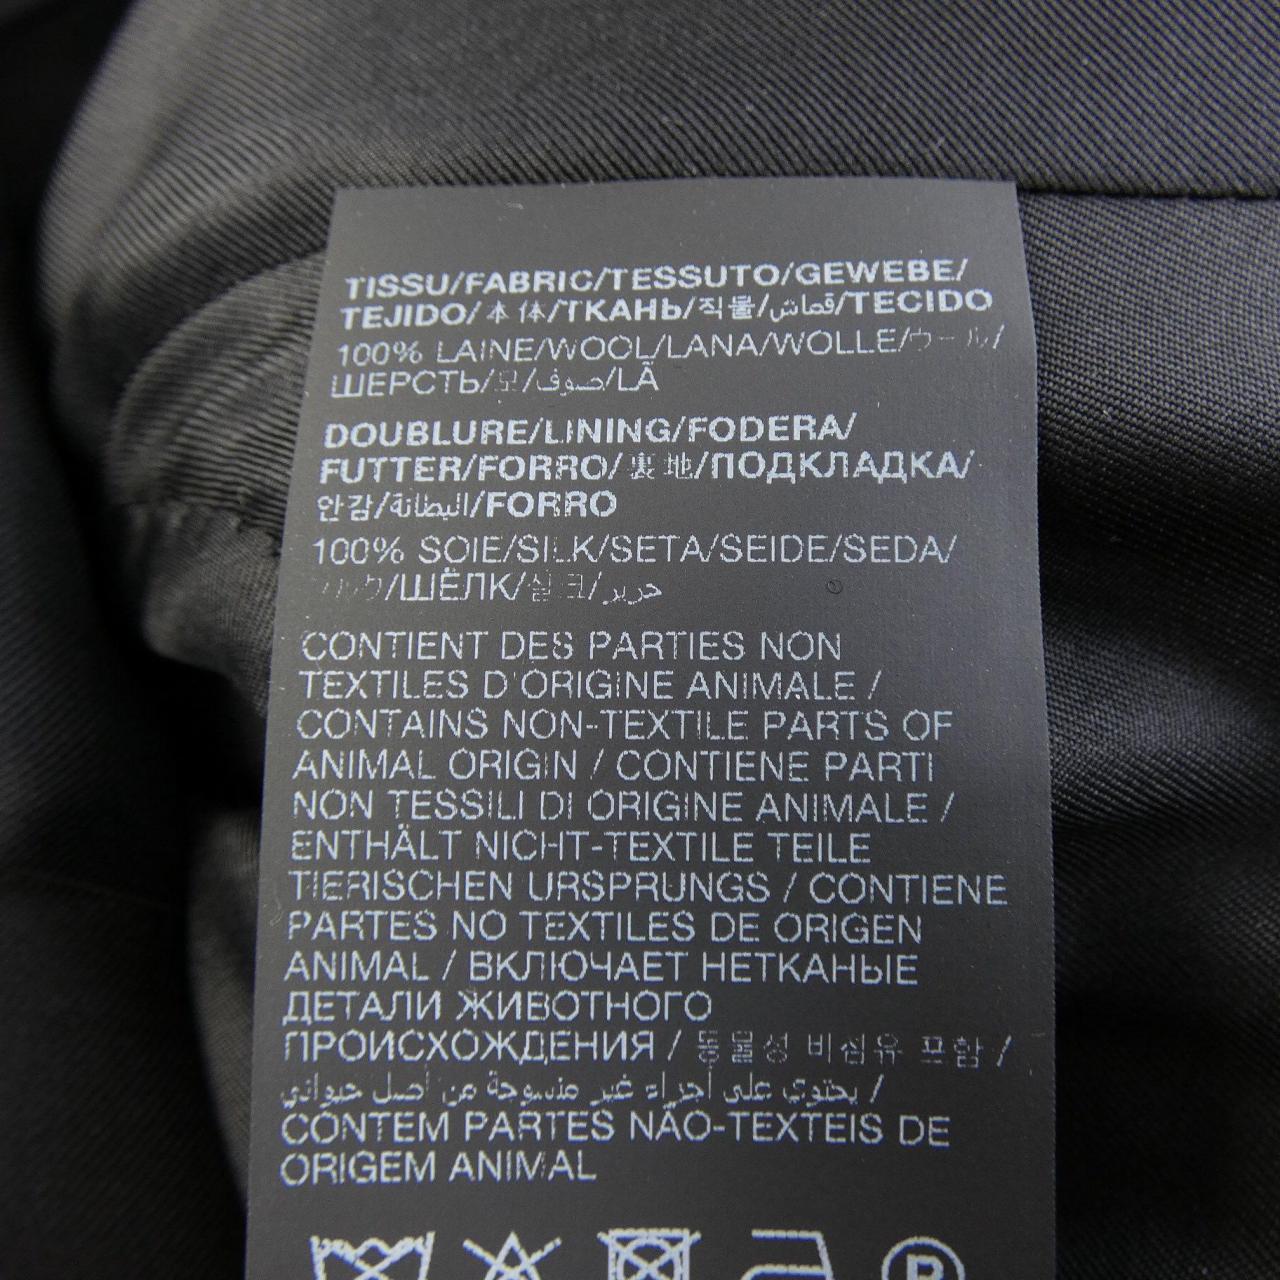 TISSU/FABRIC/TESSUTO/GEWEBE/
TEJIDO/本体/ТКАНЬ/직물/قماش/TECIDO
100% LAINE/WOOL/LANA/WOLLE/ウール/
ШЕРСТЬ/모/صوف/LÃ
DOUBLURE/LINING/FODERA/
FUTTER/FORRO/裏地/ПОДКЛАДКА/
안감/البطانة/FORRO
100% SOIE/SILK/SETA/SEIDE/SEDA/
シルク/ШЁЛК/실크/حرير
CONTIENT DES PARTIES NON
TEXTILES D'ORIGINE ANIMALE /
CONTAINS NON-TEXTILE PARTS OF
ANIMAL ORIGIN / CONTIENE PARTI
NON TESSILI DI ORIGINE ANIMALE /
ENTHÄLT NICHT-TEXTILE TEILE
TIERISCHEN URSPRUNGS / CONTIENE
PARTES NO TEXTILES DE ORIGEN
ANIMAL / ВКЛЮЧАЕТ НЕТКАНЫЕ
ДЕТАЛИ ЖИВОТНОГО
ПРОИСХОЖДЕНИЯ / 동물성 비섬유 포함 /
يحتوي على أجزاء غير منسوجة من أصل حيواني /
CONTÉM PARTES NÃO-TEXTEIS DE
ORIGEM ANIMAL
P